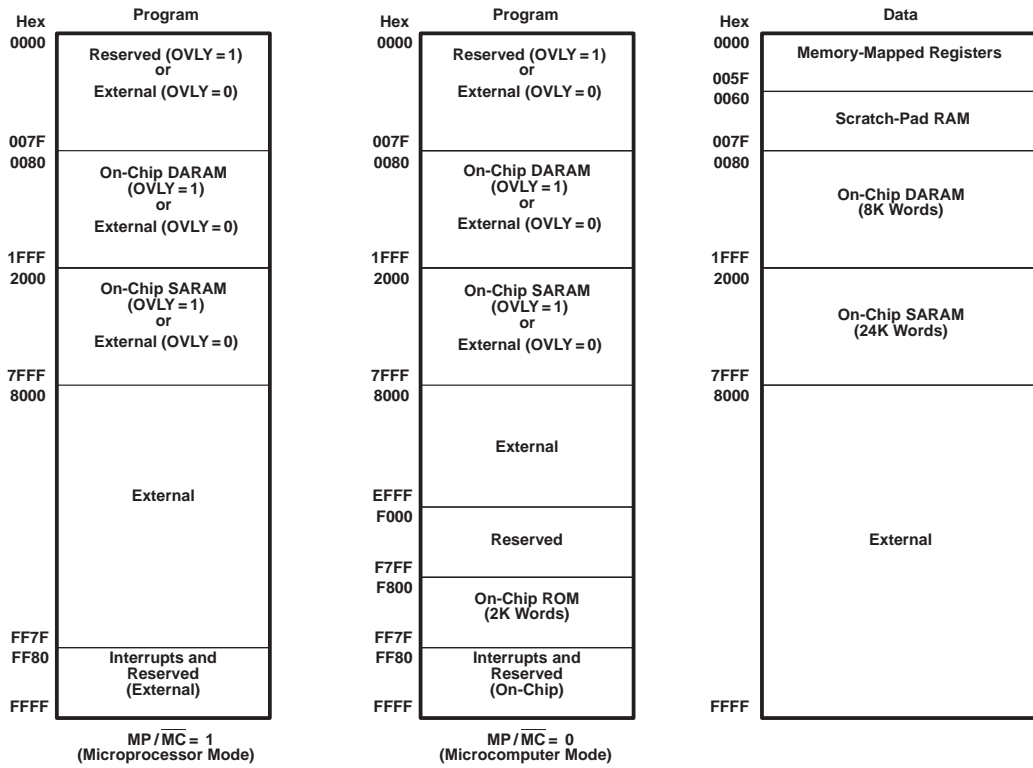 Hex
Program
0000
Reserved (OVLY = 1)
or
External (OVLY = 0)
007F
0080
On-Chip DARAM
(OVLY = 1)
or
External (OVLY = 0)
1FFF
2000
On-Chip SARAM
(OVLY = 1)
or
External (OVLY = 0)
7FFF
8000
External
FF7F
FF80
Interrupts and
Reserved
(External)
FFFF
MP/M̅C̅ = 1
(Microprocessor Mode)
Hex
Program
0000
Reserved (OVLY = 1)
or
External (OVLY = 0)
007F
0080
On-Chip DARAM
(OVLY = 1)
or
External (OVLY = 0)
1FFF
2000
On-Chip SARAM
(OVLY = 1)
or
External (OVLY = 0)
7FFF
8000
External
EFFF
F000
Reserved
F7FF
F800
On-Chip ROM
(2K Words)
FF7F
FF80
Interrupts and
Reserved
(On-Chip)
FFFF
MP/M̅C̅ = 0
(Microcomputer Mode)
Hex
Data
0000
Memory-Mapped Registers
005F
0060
Scratch-Pad RAM
007F
0080
On-Chip DARAM
(8K Words)
1FFF
2000
On-Chip SARAM
(24K Words)
7FFF
8000
External
FFFF